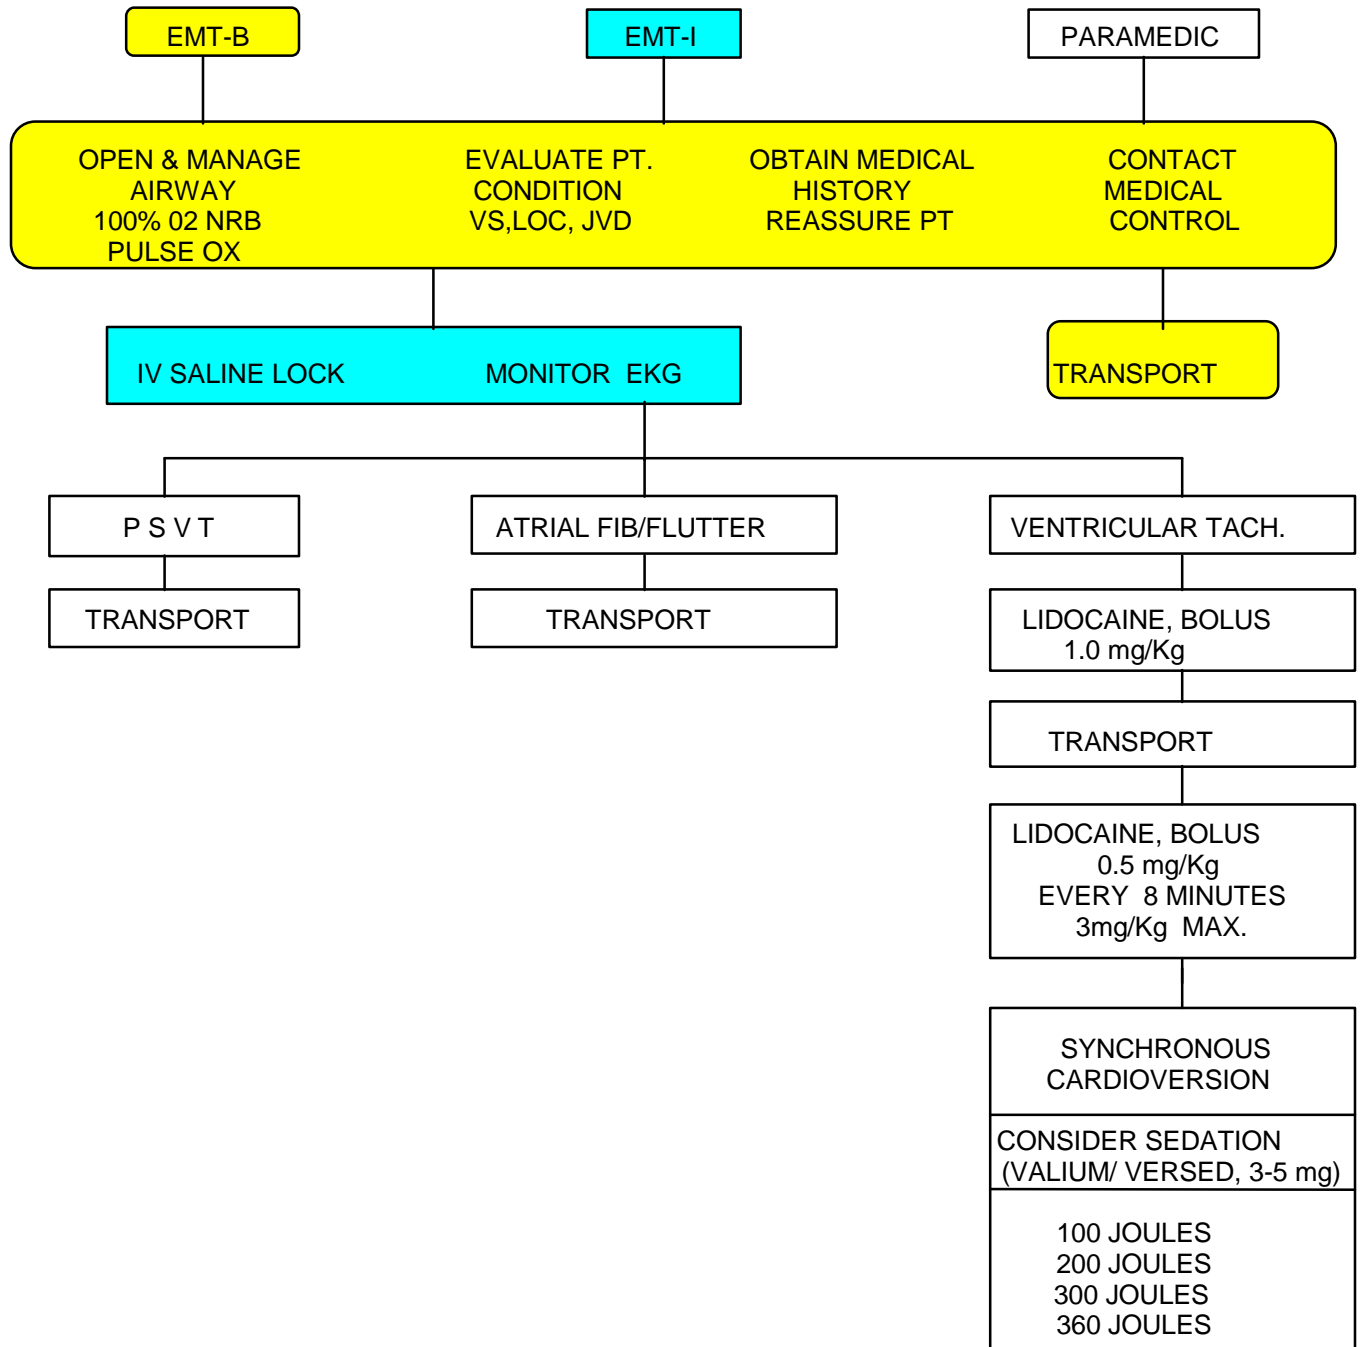 EMT-B
EMT-I
PARAMEDIC
OPEN & MANAGE
AIRWAY
100% 02 NRB
PULSE OX
EVALUATE PT.
CONDITION
VS,LOC, JVD
OBTAIN MEDICAL
HISTORY
REASSURE PT
CONTACT
MEDICAL
CONTROL
IV SALINE LOCK
MONITOR EKG
TRANSPORT
P S V T
TRANSPORT
ATRIAL FIB/FLUTTER
TRANSPORT
VENTRICULAR TACH.
LIDOCAINE, BOLUS
1.0 mg/Kg
TRANSPORT
LIDOCAINE, BOLUS
0.5 mg/Kg
EVERY 8 MINUTES
3mg/Kg MAX.
SYNCHRONOUS
CARDIOVERSION
CONSIDER SEDATION
(VALIUM/ VERSED, 3-5 mg)
100 JOULES
200 JOULES
300 JOULES
360 JOULES